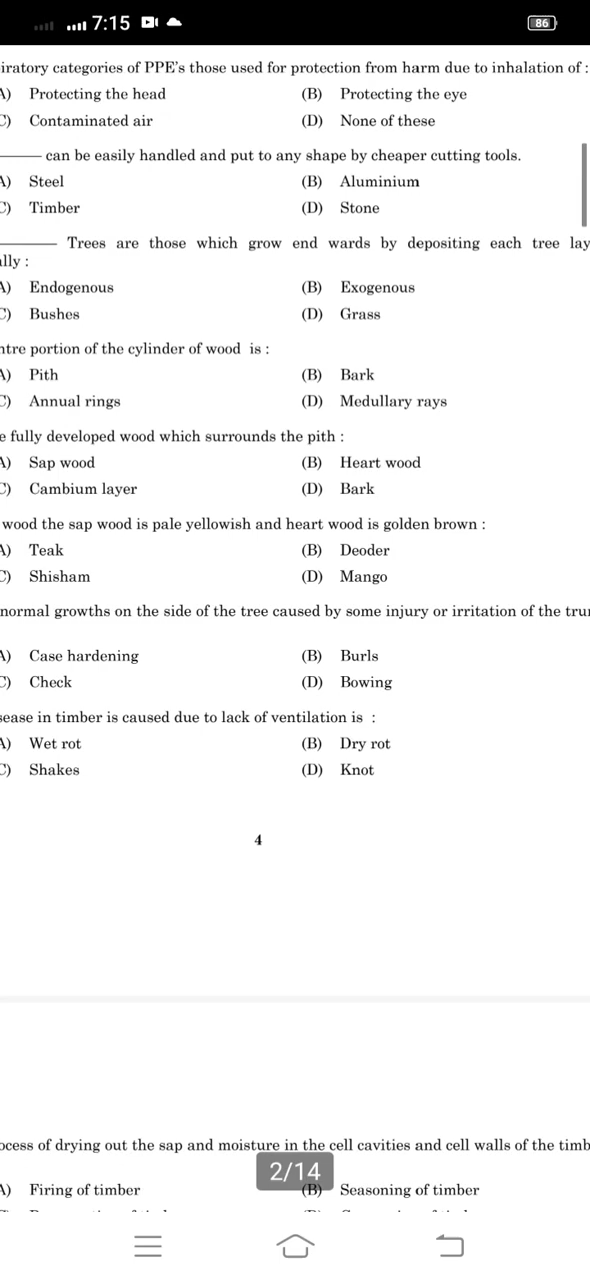 7:15
86
iratory categories of PPE's those used for protection from harm due to inhalation of :
A) Protecting the head (B) Protecting the eye
C) Contaminated air (D) None of these
——— can be easily handled and put to any shape by cheaper cutting tools.
A) Steel (B) Aluminium
C) Timber (D) Stone
———— Trees are those which grow end wards by depositing each tree lay
ally :
A) Endogenous (B) Exogenous
C) Bushes (D) Grass
ntre portion of the cylinder of wood is :
A) Pith (B) Bark
C) Annual rings (D) Medullary rays
e fully developed wood which surrounds the pith :
A) Sap wood (B) Heart wood
C) Cambium layer (D) Bark
wood the sap wood is pale yellowish and heart wood is golden brown :
A) Teak (B) Deoder
C) Shisham (D) Mango
normal growths on the side of the tree caused by some injury or irritation of the tru
A) Case hardening (B) Burls
C) Check (D) Bowing
sease in timber is caused due to lack of ventilation is :
A) Wet rot (B) Dry rot
C) Shakes (D) Knot
4
ocess of drying out the sap and moisture in the cell cavities and cell walls of the timb
2/14
A) Firing of timber (B) Seasoning of timber